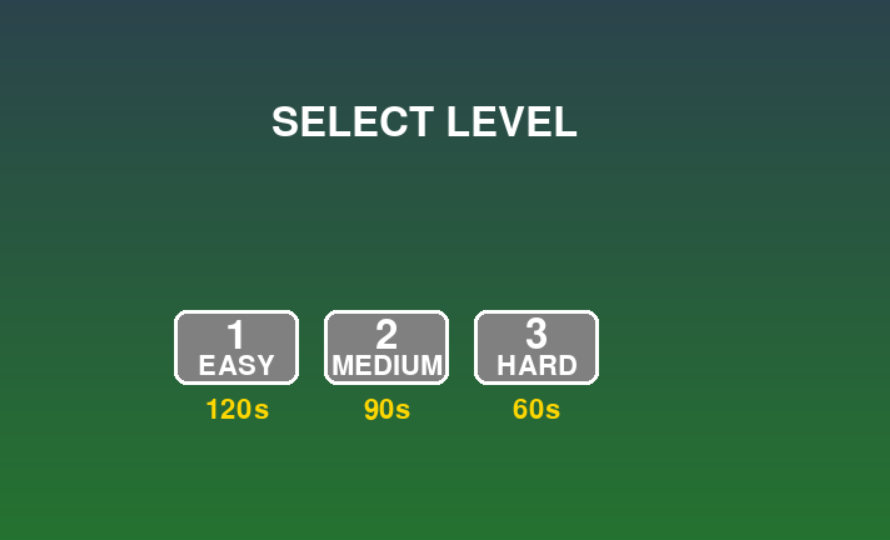 SELECT LEVEL
1 2 3
EASY MEDIUM HARD
120s 90s 60s